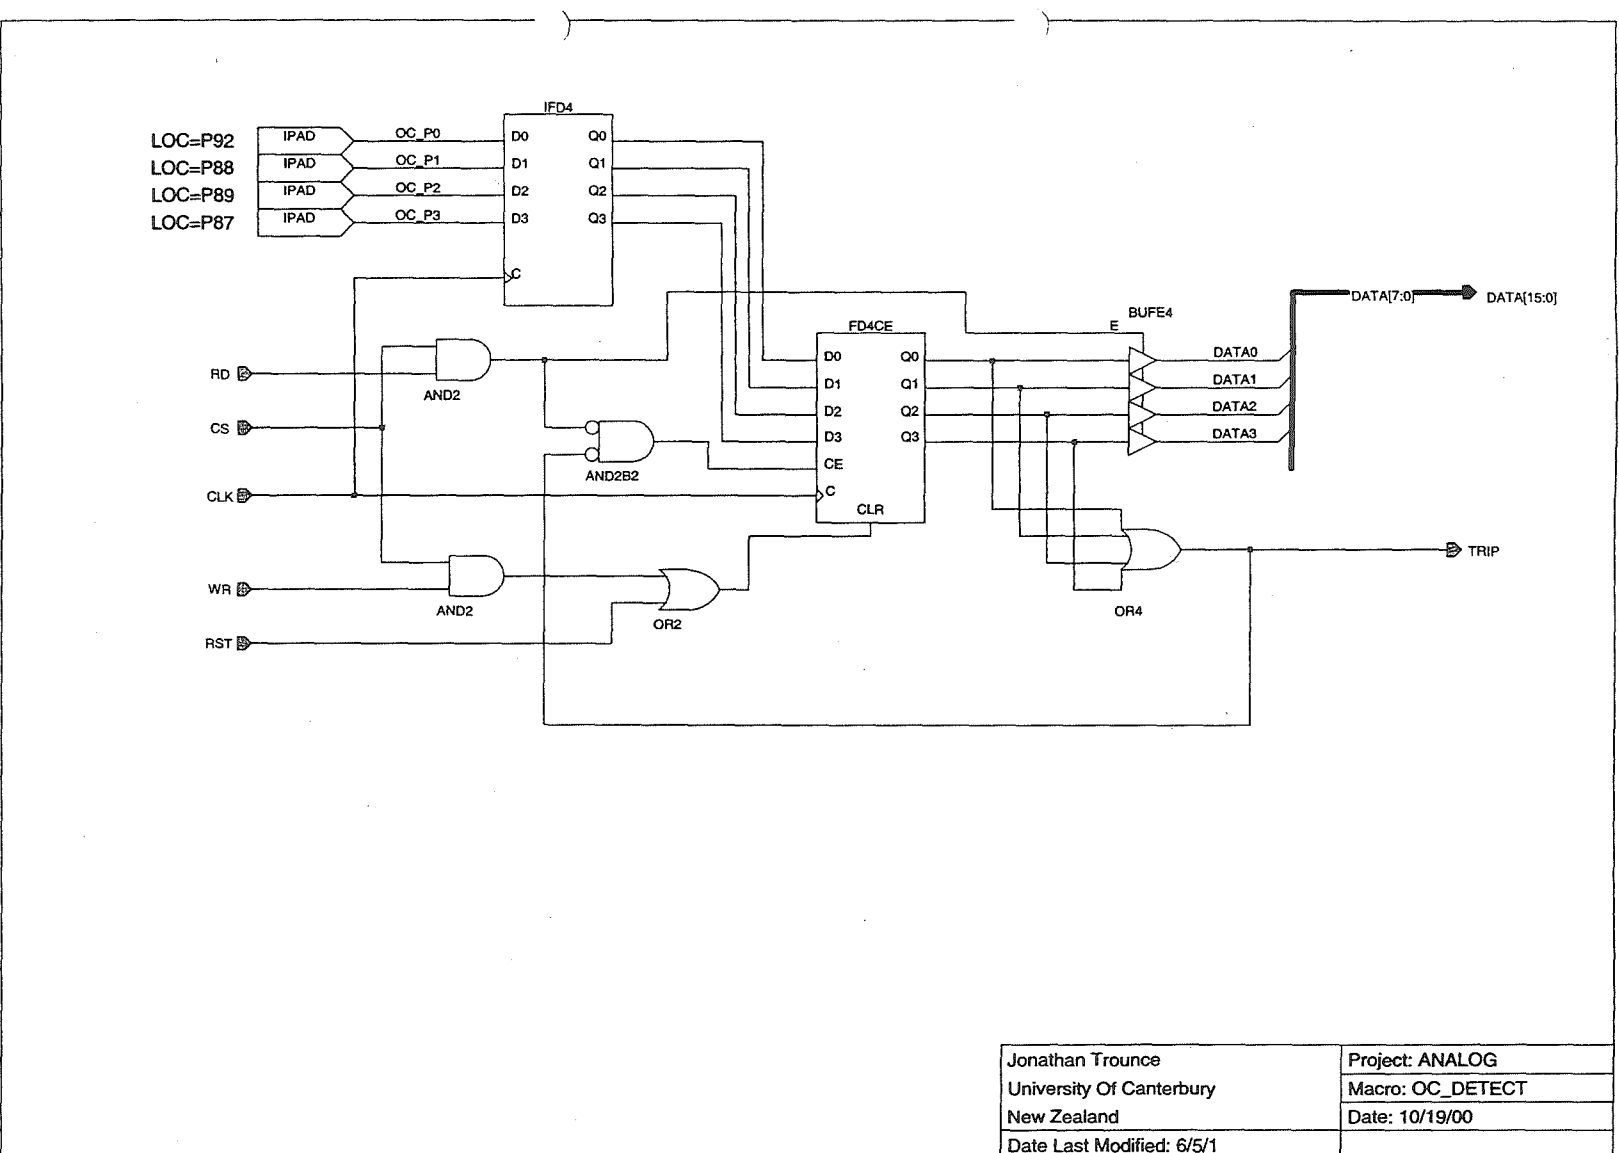 IFD4
LOC=P92 IPAD OC_P0 D0 Q0
LOC=P88 IPAD OC_P1 D1 Q1
LOC=P89 IPAD OC_P2 D2 Q2
LOC=P87 IPAD OC_P3 D3 Q3
C
DATA[7:0] DATA[15:0]
BUFE4
E
FD4CE
D0 Q0 DATA0
RD
AND2
D1 Q1 DATA1
D2 Q2 DATA2
CS
D3 Q3 DATA3
CE
AND2B2
CLK
C
CLR
TRIP
WR
AND2
OR2
OR4
RST
Jonathan Trounce
Project: ANALOG
University Of Canterbury
Macro: OC_DETECT
New Zealand
Date: 10/19/00
Date Last Modified: 6/5/1